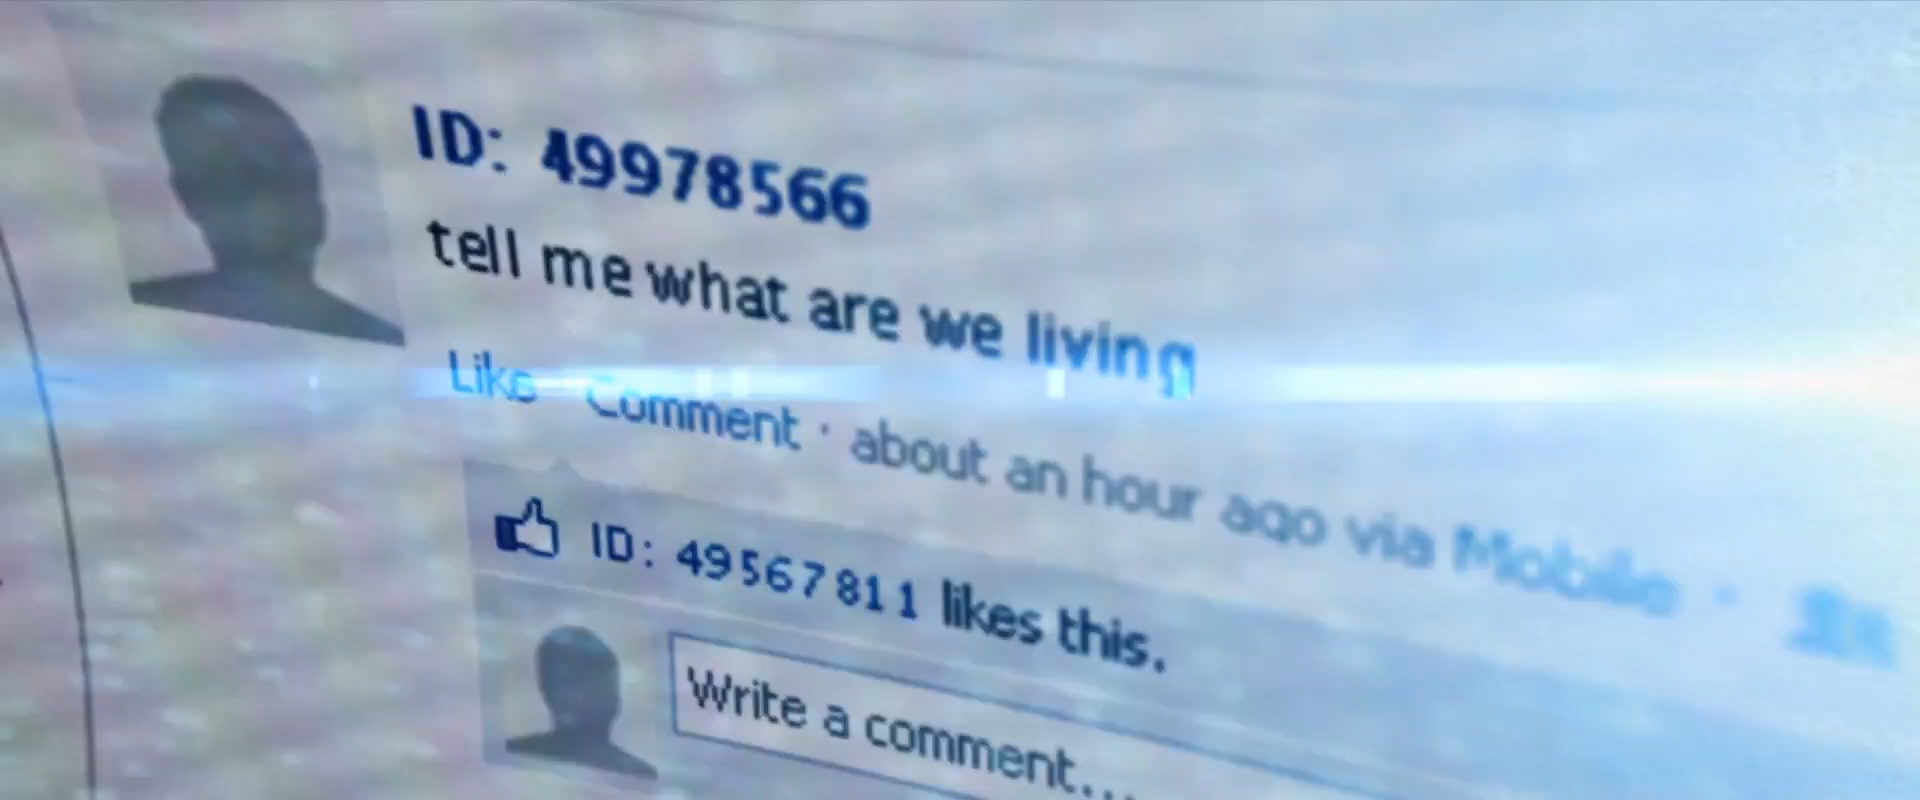 ID: 49978566
tell me what are we living
Like · Comment · about an hour ago via Mobile ·
ID: 49567811 likes this.
Write a comment...